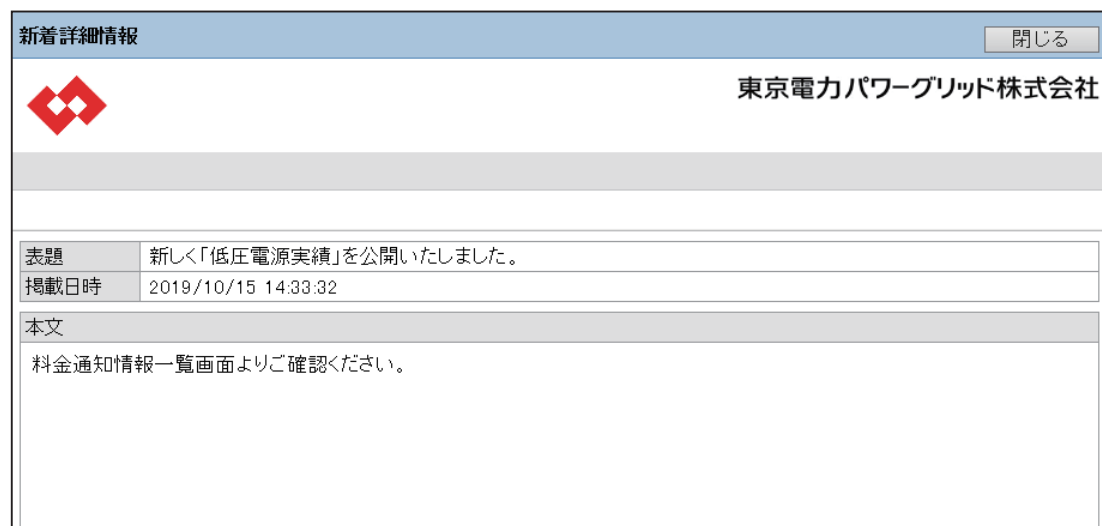 新着詳細情報
閉じる
東京電力パワーグリッド株式会社
表題 新しく「低圧電源実績」を公開いたしました。
掲載日時 2019/10/15 14:33:32
本文
料金通知情報一覧画面よりご確認ください。